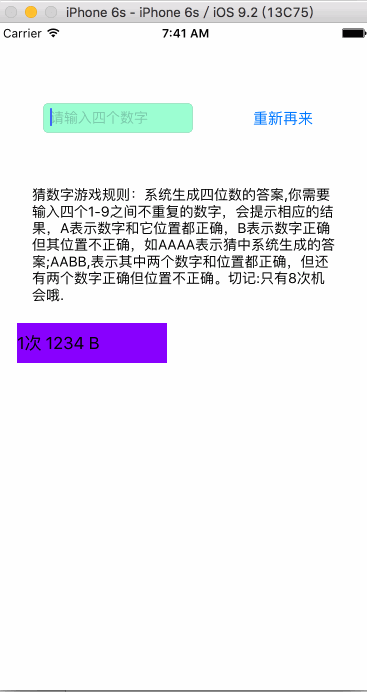 iPhone 6s - iPhone 6s / iOS 9.2 (13C75)
Carrier 7:41 AM
请输入四个数字 重新再来
猜数字游戏规则：系统生成四位数的答案,你需要
输入四个1-9之间不重复的数字，会提示相应的结
果，A表示数字和它位置都正确，B表示数字正确
但其位置不正确，如AAAA表示猜中系统生成的答
案;AABB,表示其中两个数字和位置都正确，但还
有两个数字正确但位置不正确。切记:只有8次机
会哦.
1次 1234 B